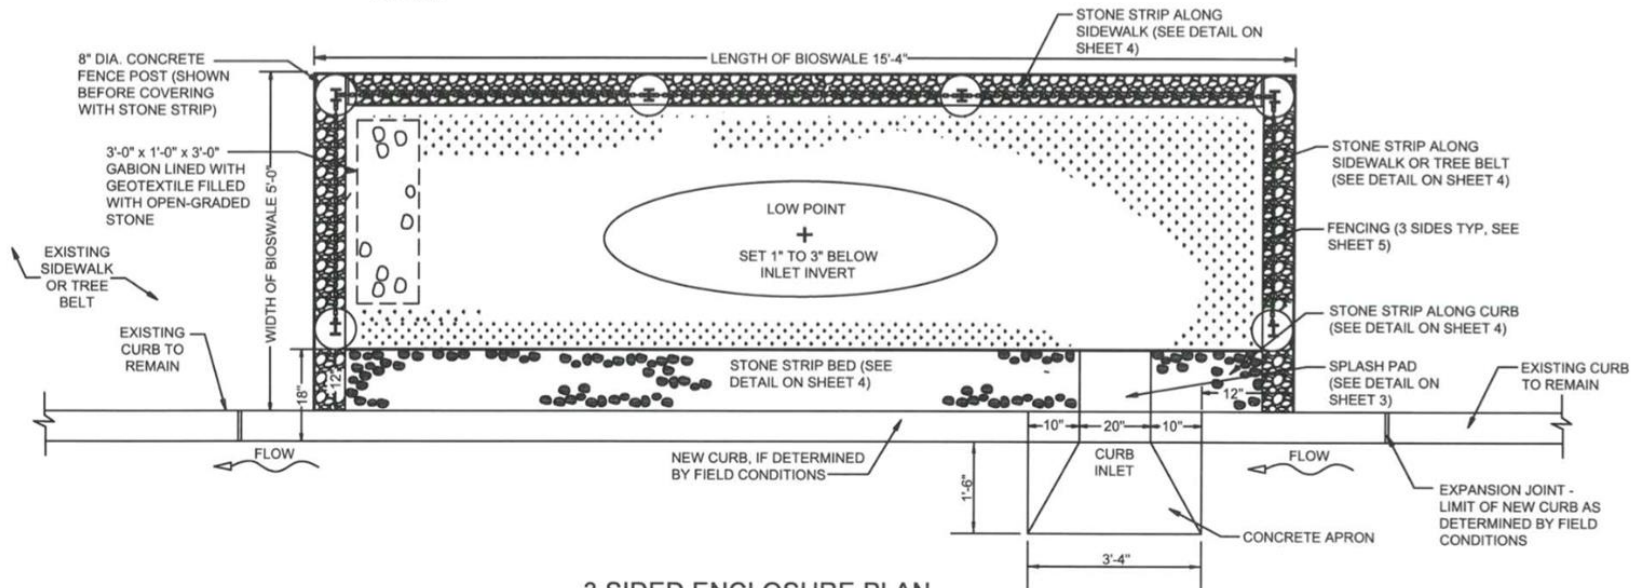 STONE STRIP ALONG
SIDEWALK (SEE DETAIL ON
SHEET 4)
LENGTH OF BIOSWALE 15'-4"
8" DIA. CONCRETE
FENCE POST (SHOWN
BEFORE COVERING
WITH STONE STRIP)
3'-0" x 1'-0" x 3'-0"
GABION LINED WITH
GEOTEXTILE FILLED
WITH OPEN-GRADED
STONE
WIDTH OF BIOSWALE 5'-0"
EXISTING
SIDEWALK
OR TREE
BELT
EXISTING
CURB TO
REMAIN
LOW POINT
+
SET 1" TO 3" BELOW
INLET INVERT
STONE STRIP ALONG
SIDEWALK OR TREE BELT
(SEE DETAIL ON SHEET 4)
FENCING (3 SIDES TYP, SEE
SHEET 5)
STONE STRIP ALONG CURB
(SEE DETAIL ON SHEET 4)
SPLASH PAD
(SEE DETAIL ON
SHEET 3)
EXISTING CURB
TO REMAIN
STONE STRIP BED (SEE
DETAIL ON SHEET 4)
18"
12"
12"
10"
20"
10"
CURB
INLET
FLOW
FLOW
NEW CURB, IF DETERMINED
BY FIELD CONDITIONS
1'-6"
EXPANSION JOINT -
LIMIT OF NEW CURB AS
DETERMINED BY FIELD
CONDITIONS
CONCRETE APRON
3'-4"
3 SIDED ENCLOSURE PLAN